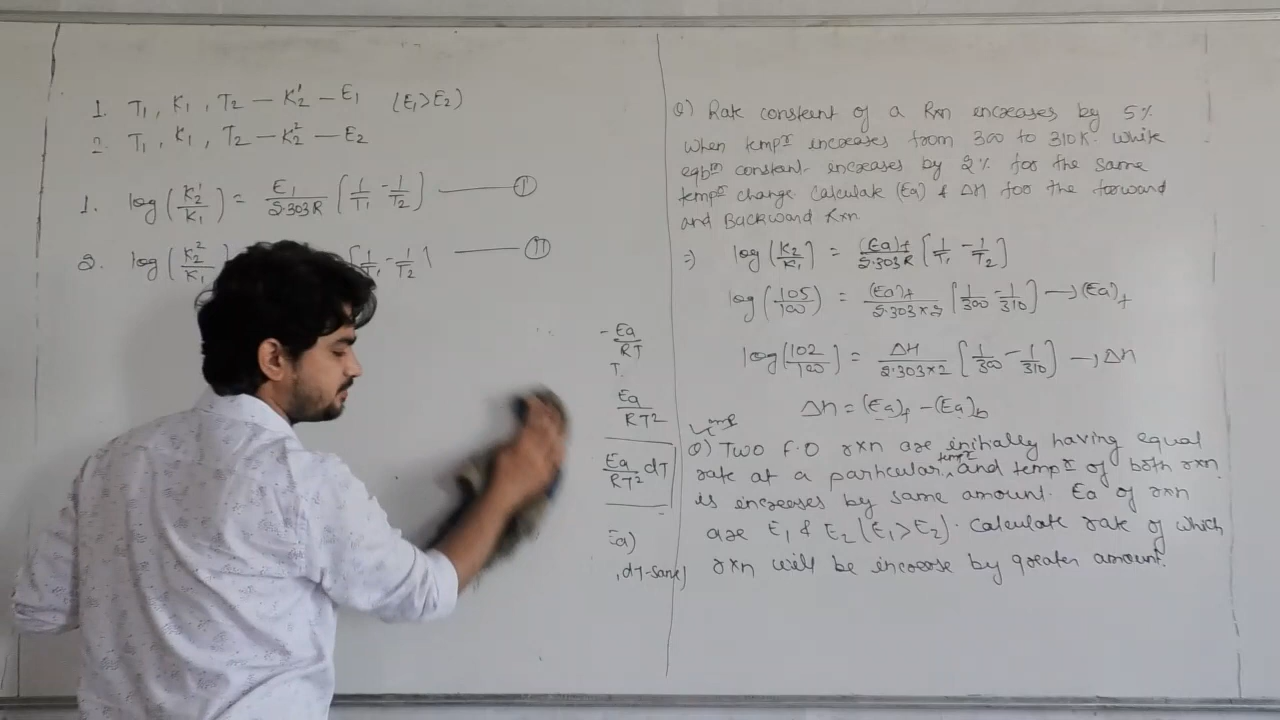 1. T₁, K₁, T₂ – K₂¹ – E₁ (E₁>E₂)
2. T₁, K₁, T₂ – K₂² – E₂
1. log(K₂¹/K₁) = E₁/2.303R [1/T₁ - 1/T₂] —— I
2. log(K₂²/K₁) [1/T₁ - 1/T₂] —— II
- Ea/RT
T.
Ea/RT²
Ea/RT² dT
Ea)
, dT-same)
Q) Rate constant of a Rxn increases by 5%
when tempr increases from 300 to 310K. while
eqbm constant increases by 2% for the same
tempr change. Calculate (Ea) & ΔH for the forward
and Backward Rxn
⇒ log(K₂/K₁) = (Ea)f/2.303R [1/T₁ - 1/T₂]
log(105/100) = (Ea)f/2.303×2 [1/300 - 1/310] → (Ea)f
log(102/100) = ΔH/2.303×2 [1/300 - 1/310] → ΔH
ΔH = (Ea)f - (Ea)b
imp
Q) Two F.O rxn are initially having equal
rate at a particular tempr, and tempr of both rxn
is increases by same amount. Ea of rxn
are E₁ & E₂ (E₁>E₂). Calculate rate of which
rxn will be increase by greater amount.